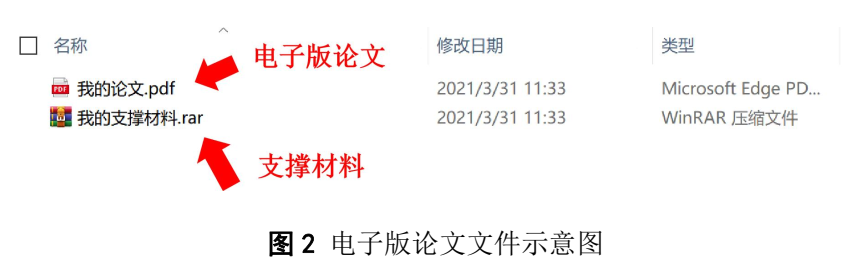 名称 修改日期 类型
电子版论文
PDF 我的论文.pdf 2021/3/31 11:33 Microsoft Edge PD...
我的支撑材料.rar 2021/3/31 11:33 WinRAR 压缩文件
支撑材料
图 2 电子版论文文件示意图